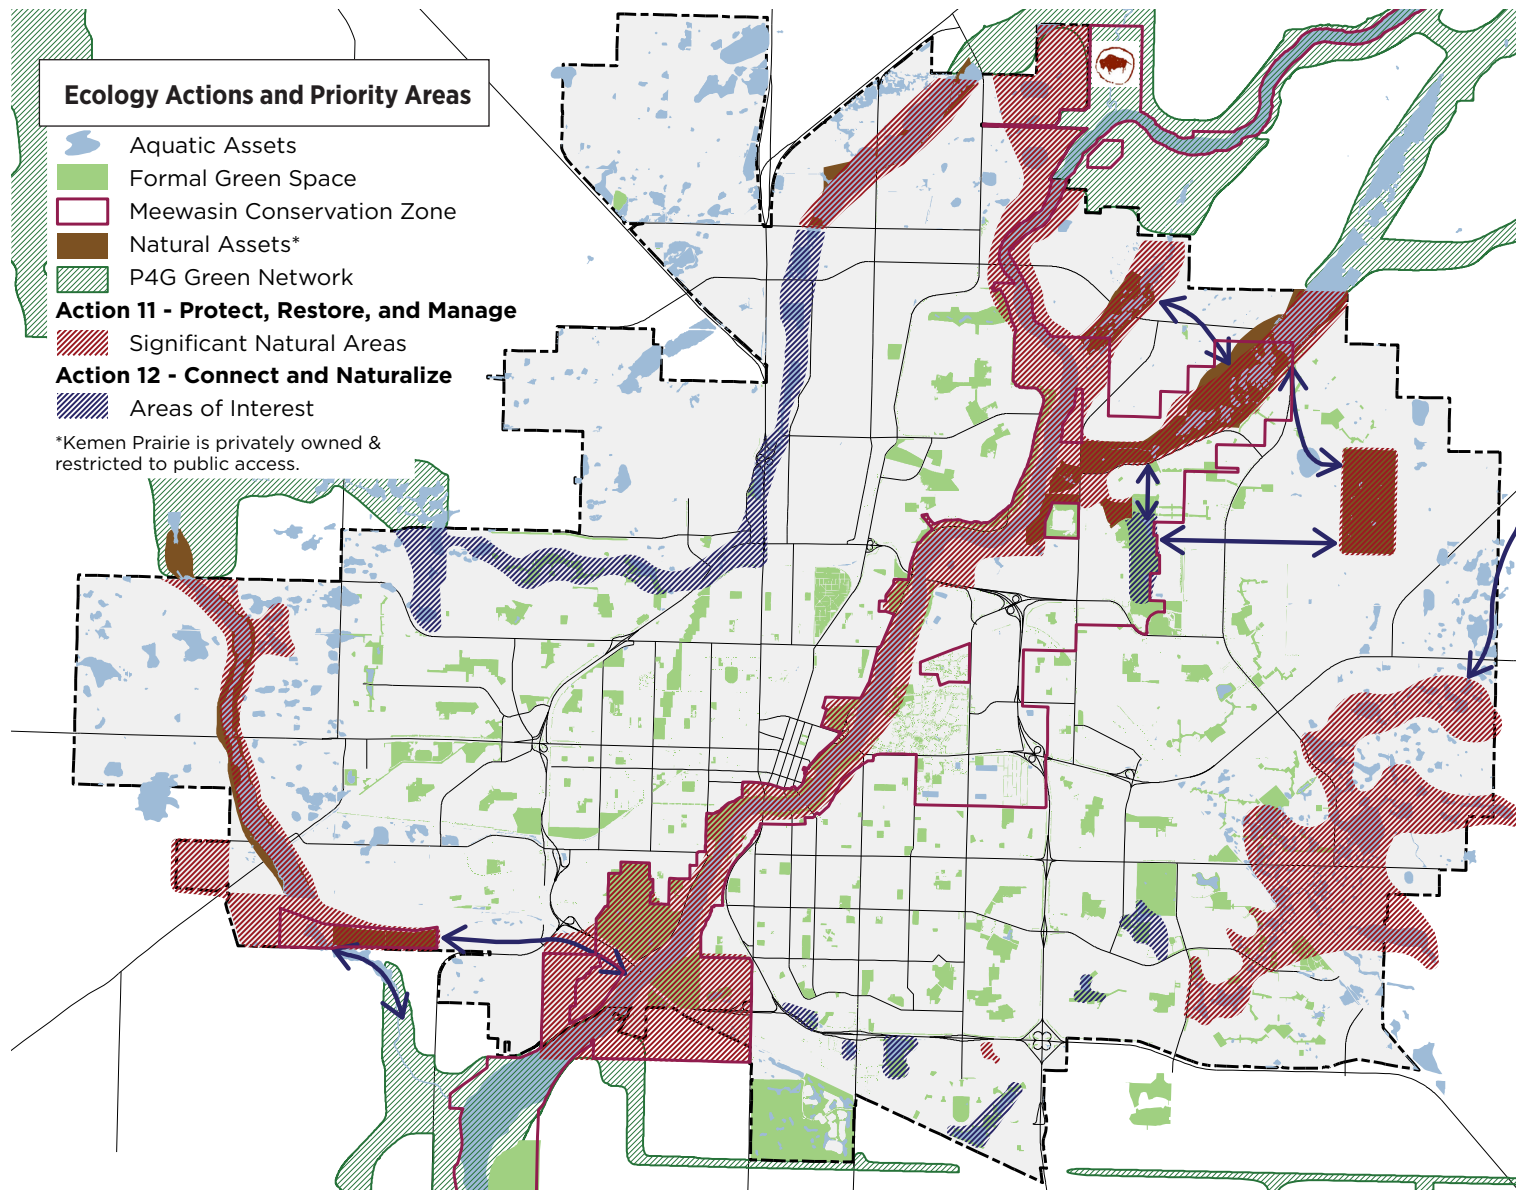 Ecology Actions and Priority Areas
Aquatic Assets
Formal Green Space
Meewasin Conservation Zone
Natural Assets*
P4G Green Network
Action 11 - Protect, Restore, and Manage
Significant Natural Areas
Action 12 - Connect and Naturalize
Areas of Interest
*Kemen Prairie is privately owned &
restricted to public access.